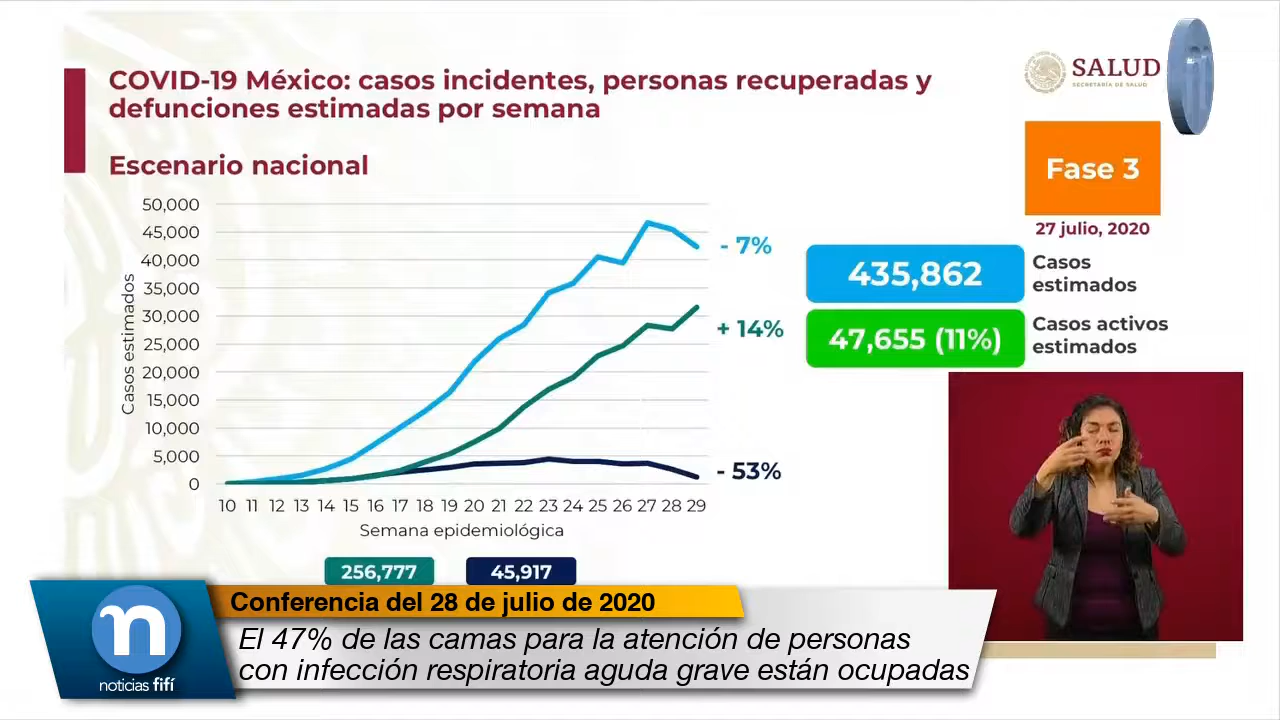 COVID-19 México: casos incidentes, personas recuperadas y
defunciones estimadas por semana
Escenario nacional
SALUD
SECRETARÍA DE SALUD
Fase 3
27 julio, 2020
435,862
Casos
estimados
47,655 (11%)
Casos activos
estimados
Casos estimados
50,000
45,000
40,000
35,000
30,000
25,000
20,000
15,000
10,000
5,000
0
- 7%
+ 14%
- 53%
10 11 12 13 14 15 16 17 18 19 20 21 22 23 24 25 26 27 28 29
Semana epidemiológica
256,777
45,917
n
noticias fifí
Conferencia del 28 de julio de 2020
El 47% de las camas para la atención de personas
con infección respiratoria aguda grave están ocupadas